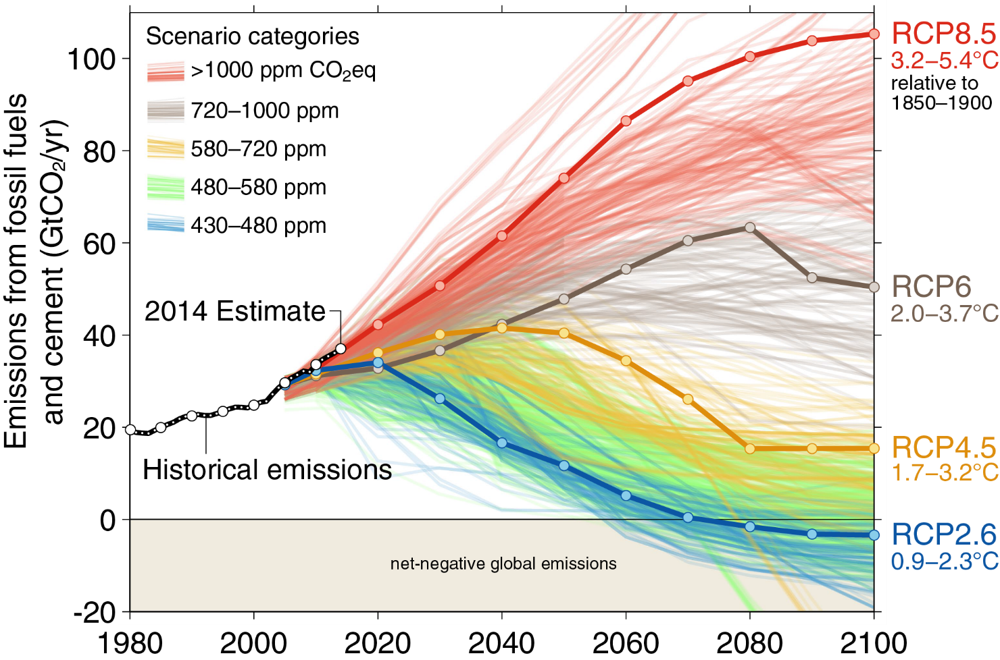 Scenario categories
>1000 ppm CO₂eq
720–1000 ppm
580–720 ppm
480–580 ppm
430–480 ppm
Emissions from fossil fuels
and cement (GtCO₂/yr)
100
80
60
40
20
0
-20
1980
2000
2020
2040
2060
2080
2100
2014 Estimate
Historical emissions
net-negative global emissions
RCP8.5
3.2–5.4°C
relative to
1850–1900
RCP6
2.0–3.7°C
RCP4.5
1.7–3.2°C
RCP2.6
0.9–2.3°C